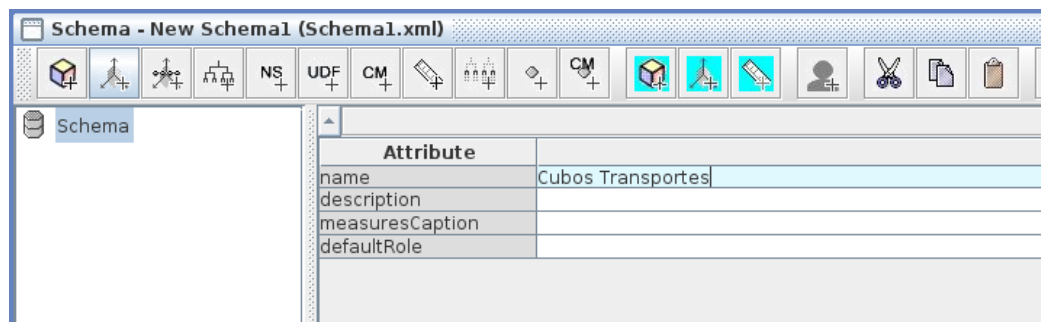 Schema - New Schema1 (Schema1.xml)
NS UDF CM CM
Schema
Attribute
name Cubos Transportes
description
measuresCaption
defaultRole